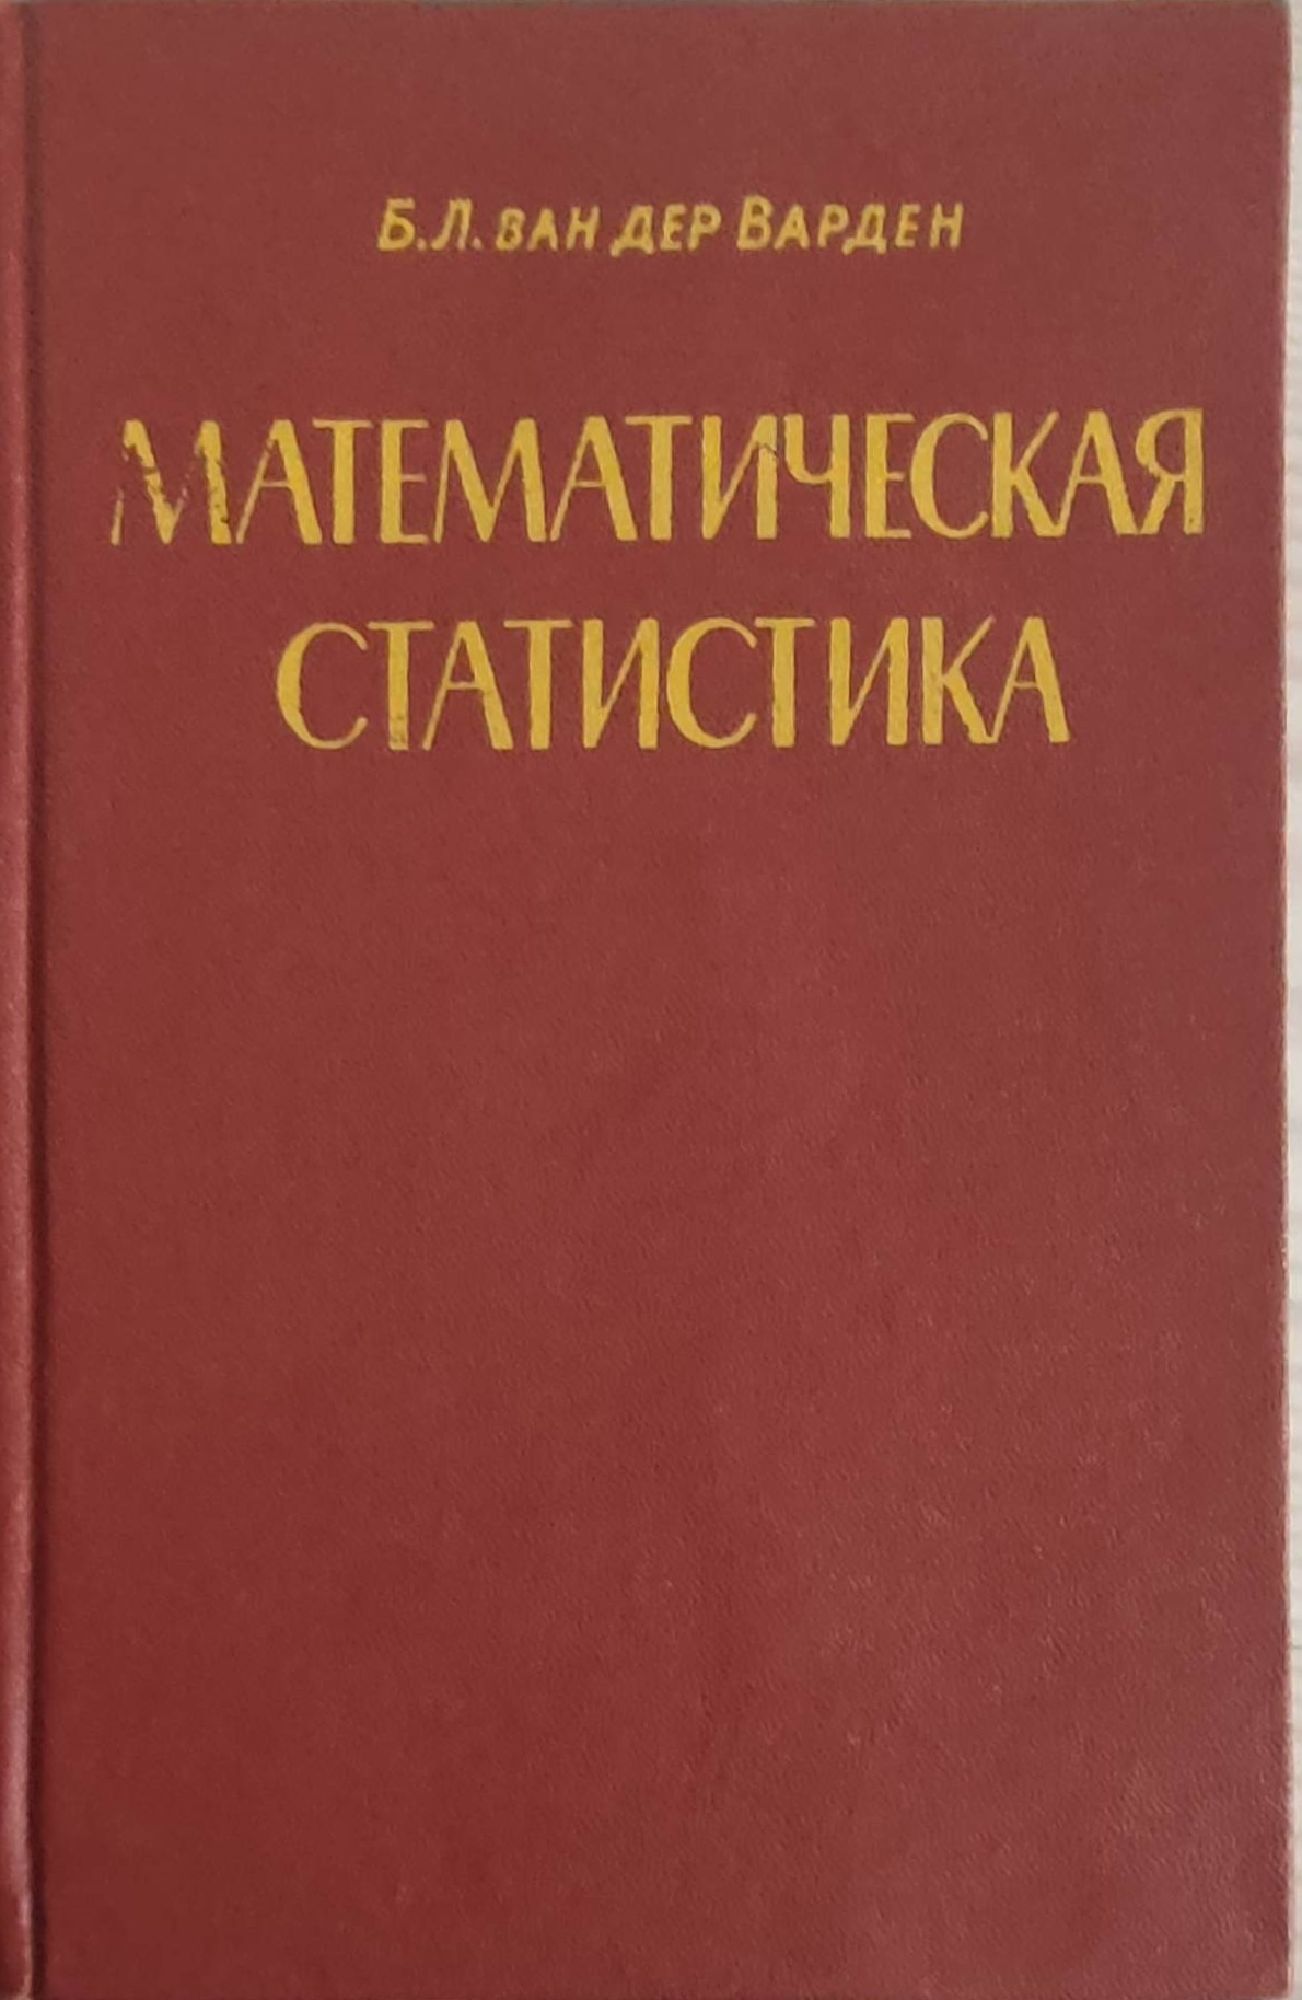 Б.Л. ван дер Варден
МАТЕМАТИЧЕСКАЯ
СТАТИСТИКА